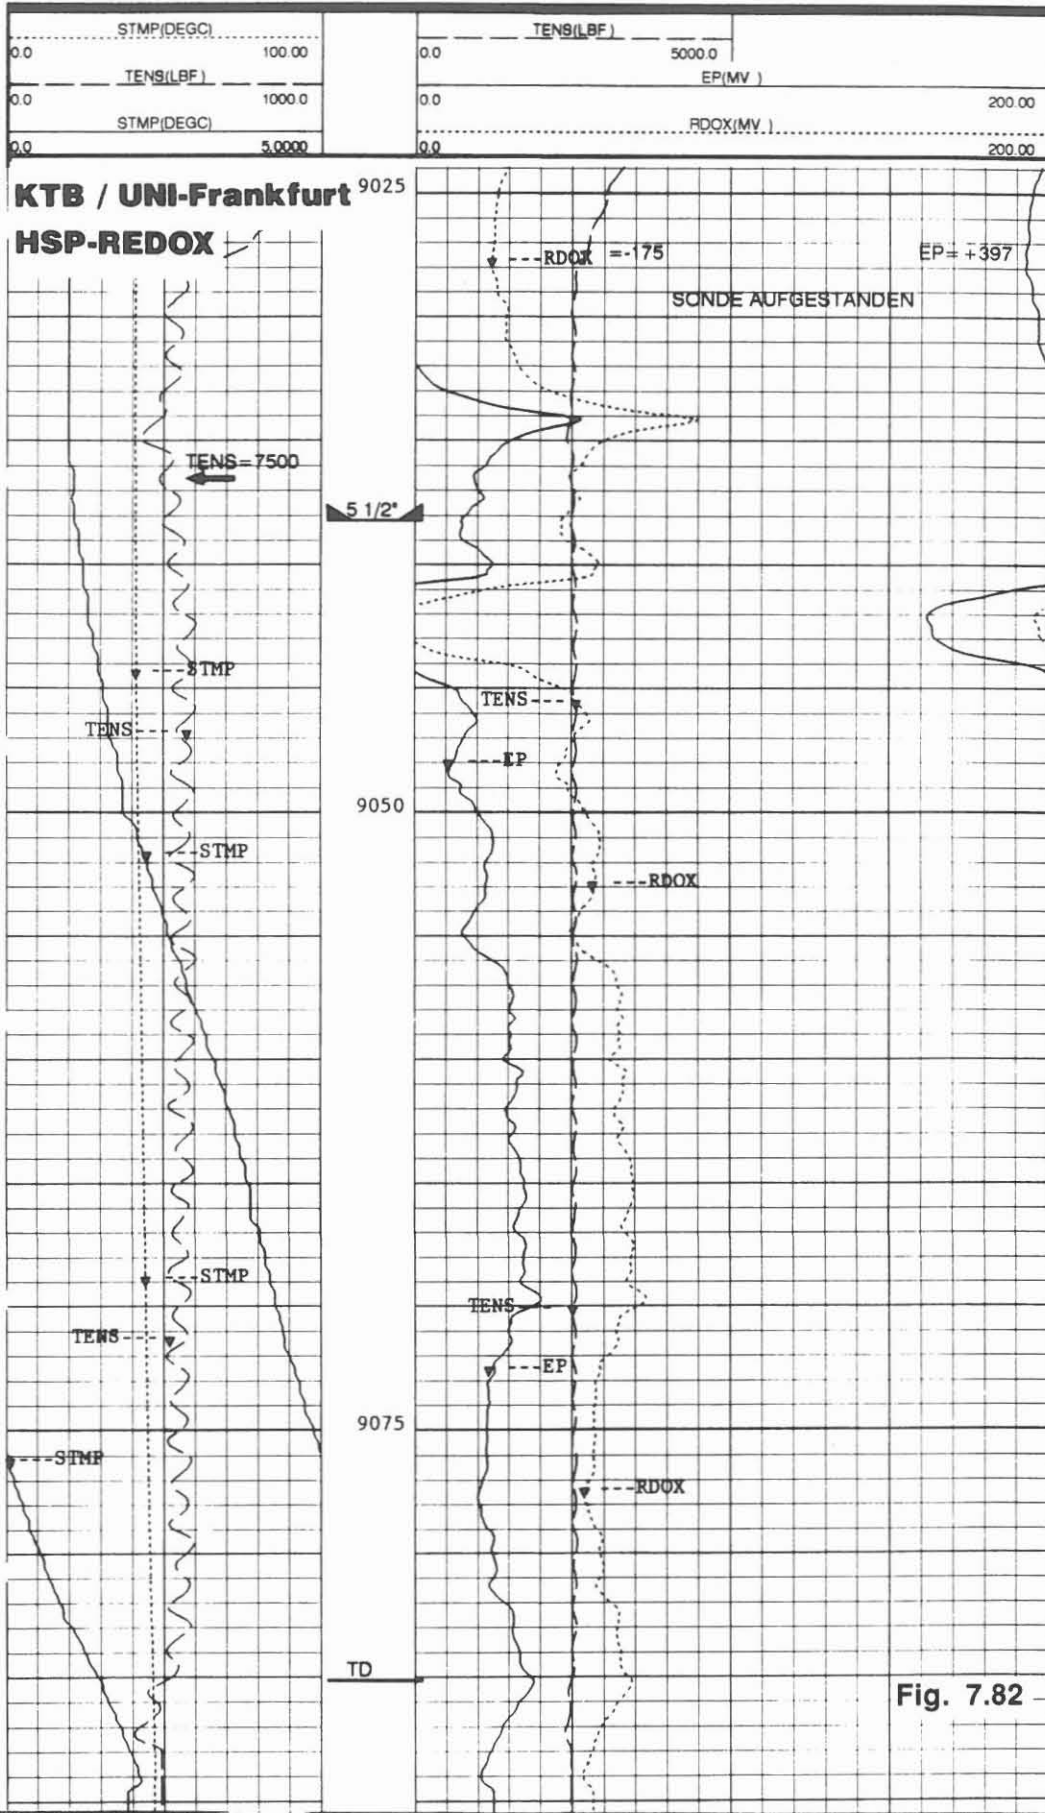 STMP(DEGC) TENS(LBF)
0.0 100.00 0.0 5000.0
TENS(LBF) EP(MV )
0.0 1000.0 0.0 200.00
STMP(DEGC) RDOX(MV )
0.0 5.0000 0.0 200.00
KTB / UNI-Frankfurt 9025
HSP-REDOX
RDOX =-175 EP= +397
SONDE AUFGESTANDEN
TENS=7500
5 1/2"
STMP
TENS
TENS
EP
9050
STMP
RDOX
STMP
TENS
TENS
EP
9075
STMP
RDOX
TD
Fig. 7.82